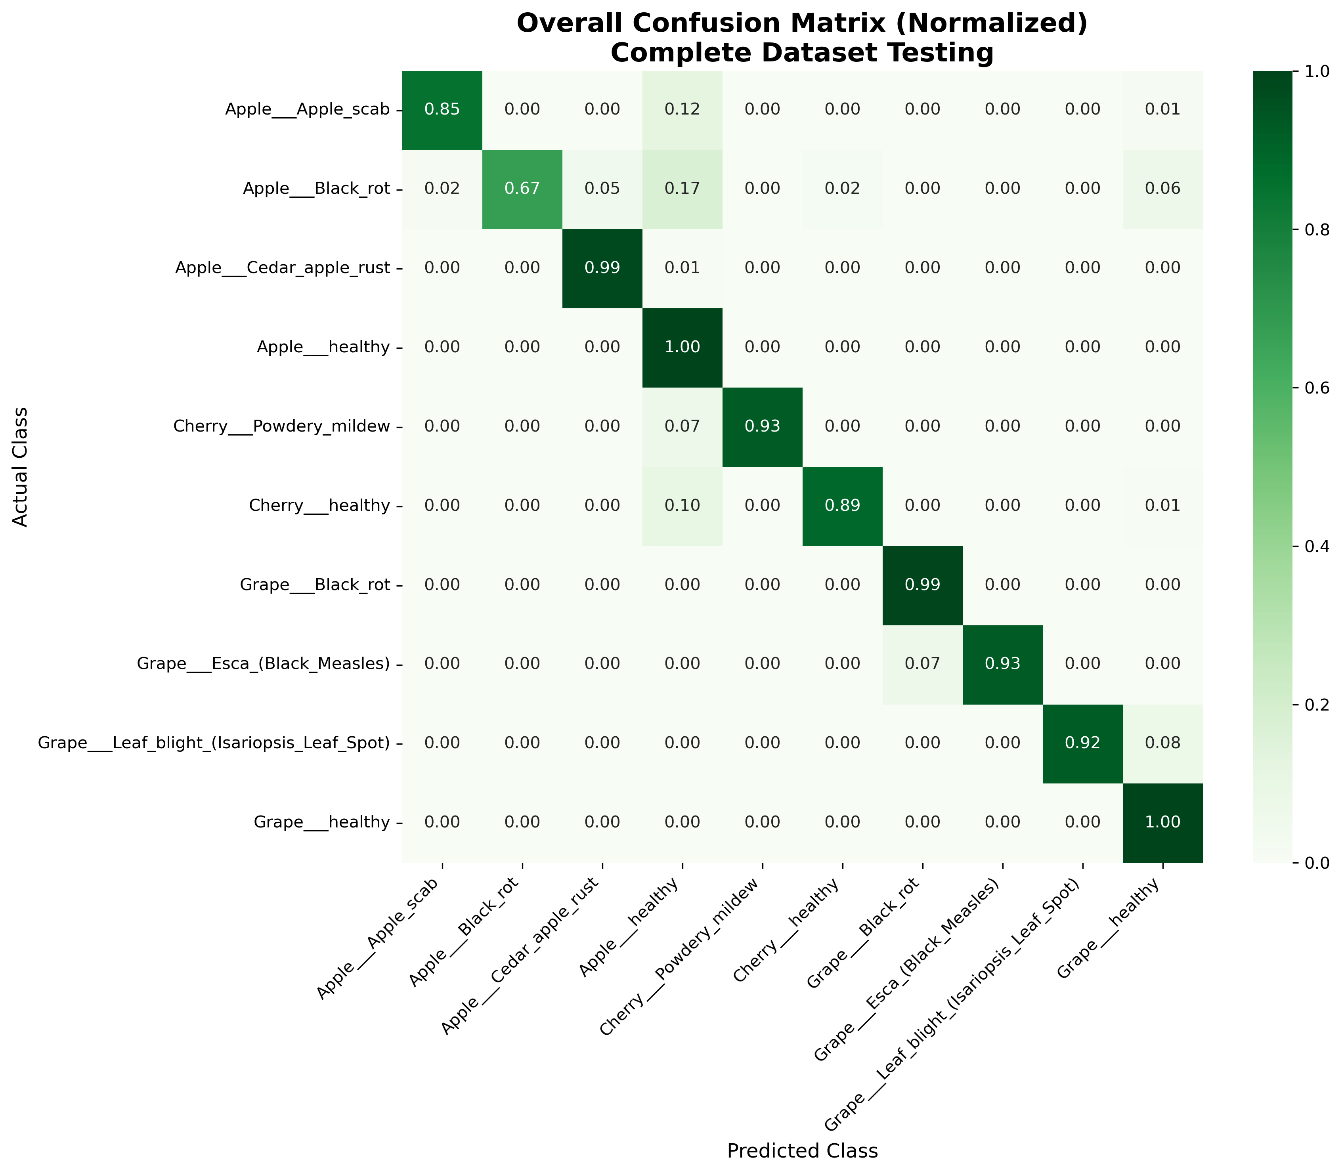 Overall Confusion Matrix (Normalized)
Complete Dataset Testing
Actual Class
Apple___Apple_scab 0.85 0.00 0.00 0.12 0.00 0.00 0.00 0.00 0.00 0.01
Apple___Black_rot 0.02 0.67 0.05 0.17 0.00 0.02 0.00 0.00 0.00 0.06
Apple___Cedar_apple_rust 0.00 0.00 0.99 0.01 0.00 0.00 0.00 0.00 0.00 0.00
Apple___healthy 0.00 0.00 0.00 1.00 0.00 0.00 0.00 0.00 0.00 0.00
Cherry___Powdery_mildew 0.00 0.00 0.00 0.07 0.93 0.00 0.00 0.00 0.00 0.00
Cherry___healthy 0.00 0.00 0.00 0.10 0.00 0.89 0.00 0.00 0.00 0.01
Grape___Black_rot 0.00 0.00 0.00 0.00 0.00 0.00 0.99 0.00 0.00 0.00
Grape___Esca_(Black_Measles) 0.00 0.00 0.00 0.00 0.00 0.00 0.07 0.93 0.00 0.00
Grape___Leaf_blight_(Isariopsis_Leaf_Spot) 0.00 0.00 0.00 0.00 0.00 0.00 0.00 0.00 0.92 0.08
Grape___healthy 0.00 0.00 0.00 0.00 0.00 0.00 0.00 0.00 0.00 1.00
Apple___Apple_scab
Apple___Black_rot
Apple___Cedar_apple_rust
Apple___healthy
Cherry___Powdery_mildew
Cherry___healthy
Grape___Black_rot
Grape___Esca_(Black_Measles)
Grape___Leaf_blight_(Isariopsis_Leaf_Spot)
Grape___healthy
Predicted Class
1.0
0.8
0.6
0.4
0.2
0.0